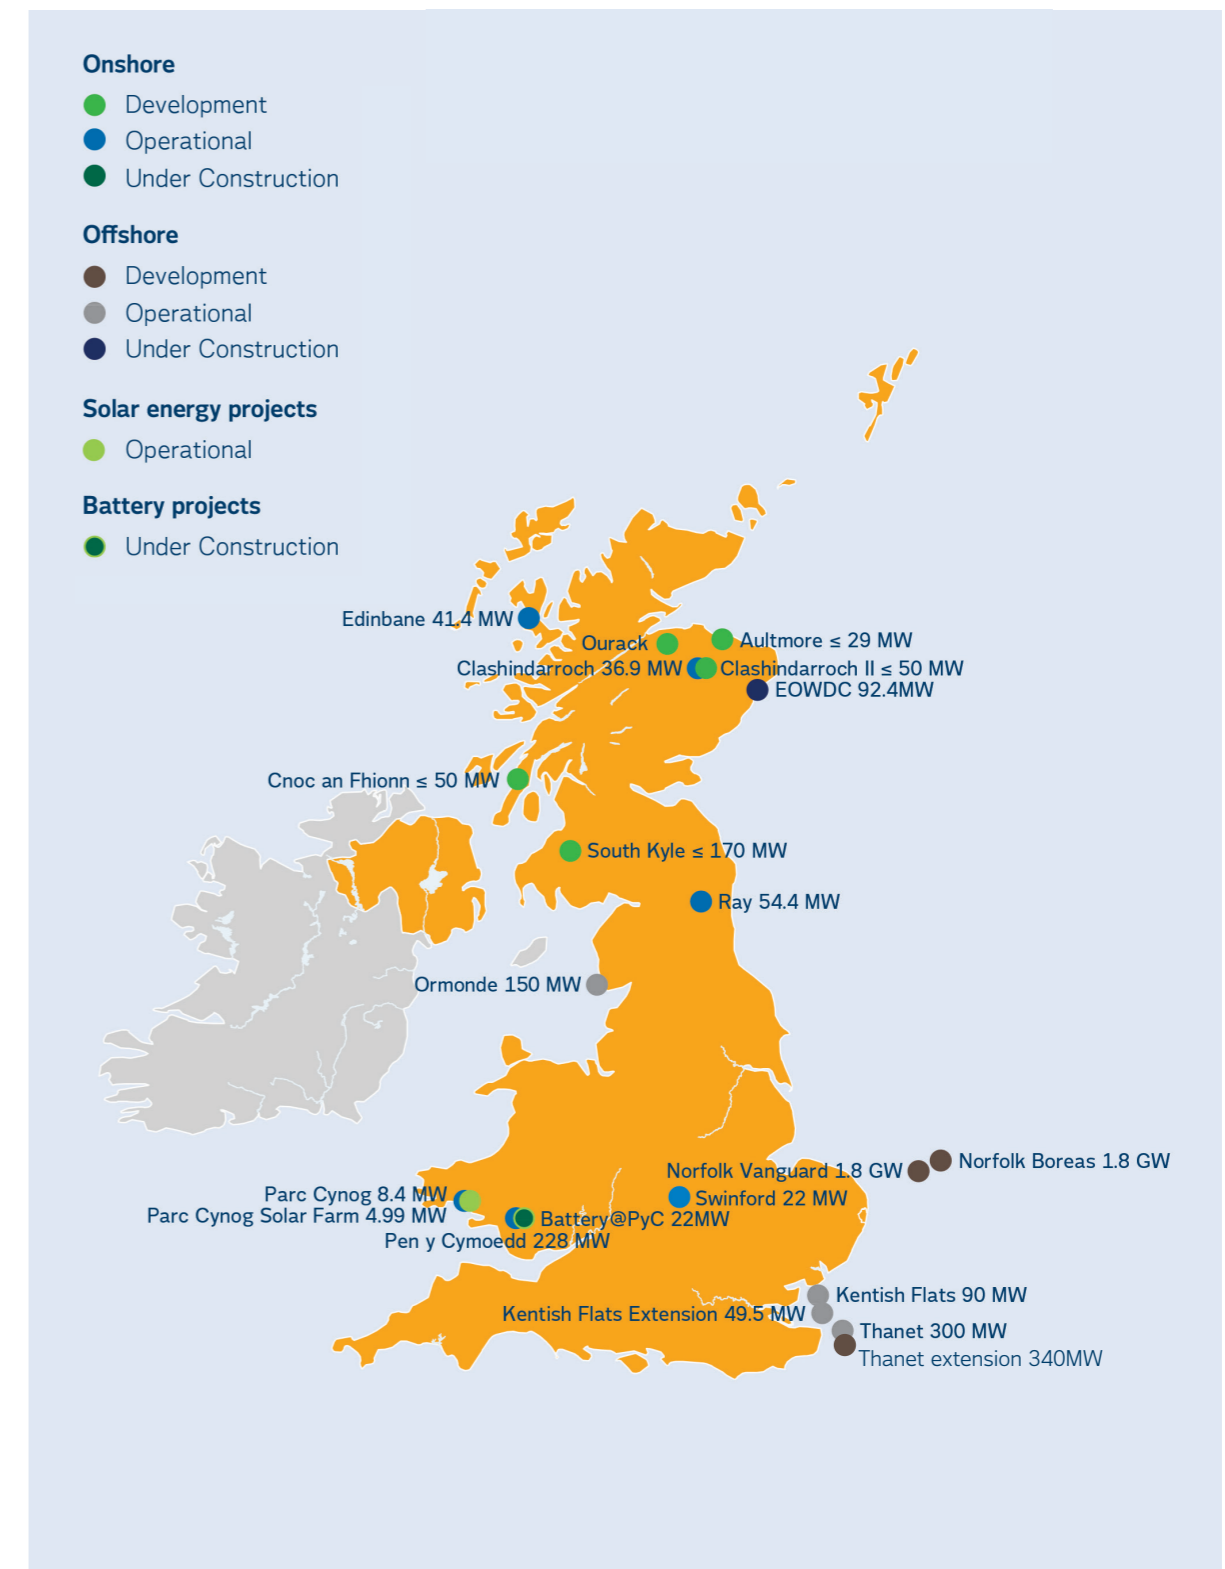 Onshore
Development
Operational
Under Construction
Offshore
Development
Operational
Under Construction
Solar energy projects
Operational
Battery projects
Under Construction
Edinbane 41.4 MW
Ourack
Aultmore ≤ 29 MW
Clashindarroch 36.9 MW
Clashindarroch II ≤ 50 MW
EOWDC 92.4MW
Cnoc an Fhionn ≤ 50 MW
South Kyle ≤ 170 MW
Ray 54.4 MW
Ormonde 150 MW
Norfolk Boreas 1.8 GW
Norfolk Vanguard 1.8 GW
Parc Cynog 8.4 MW
Swinford 22 MW
Parc Cynog Solar Farm 4.99 MW
Battery@PyC 22MW
Pen y Cymoedd 228 MW
Kentish Flats 90 MW
Kentish Flats Extension 49.5 MW
Thanet 300 MW
Thanet extension 340MW